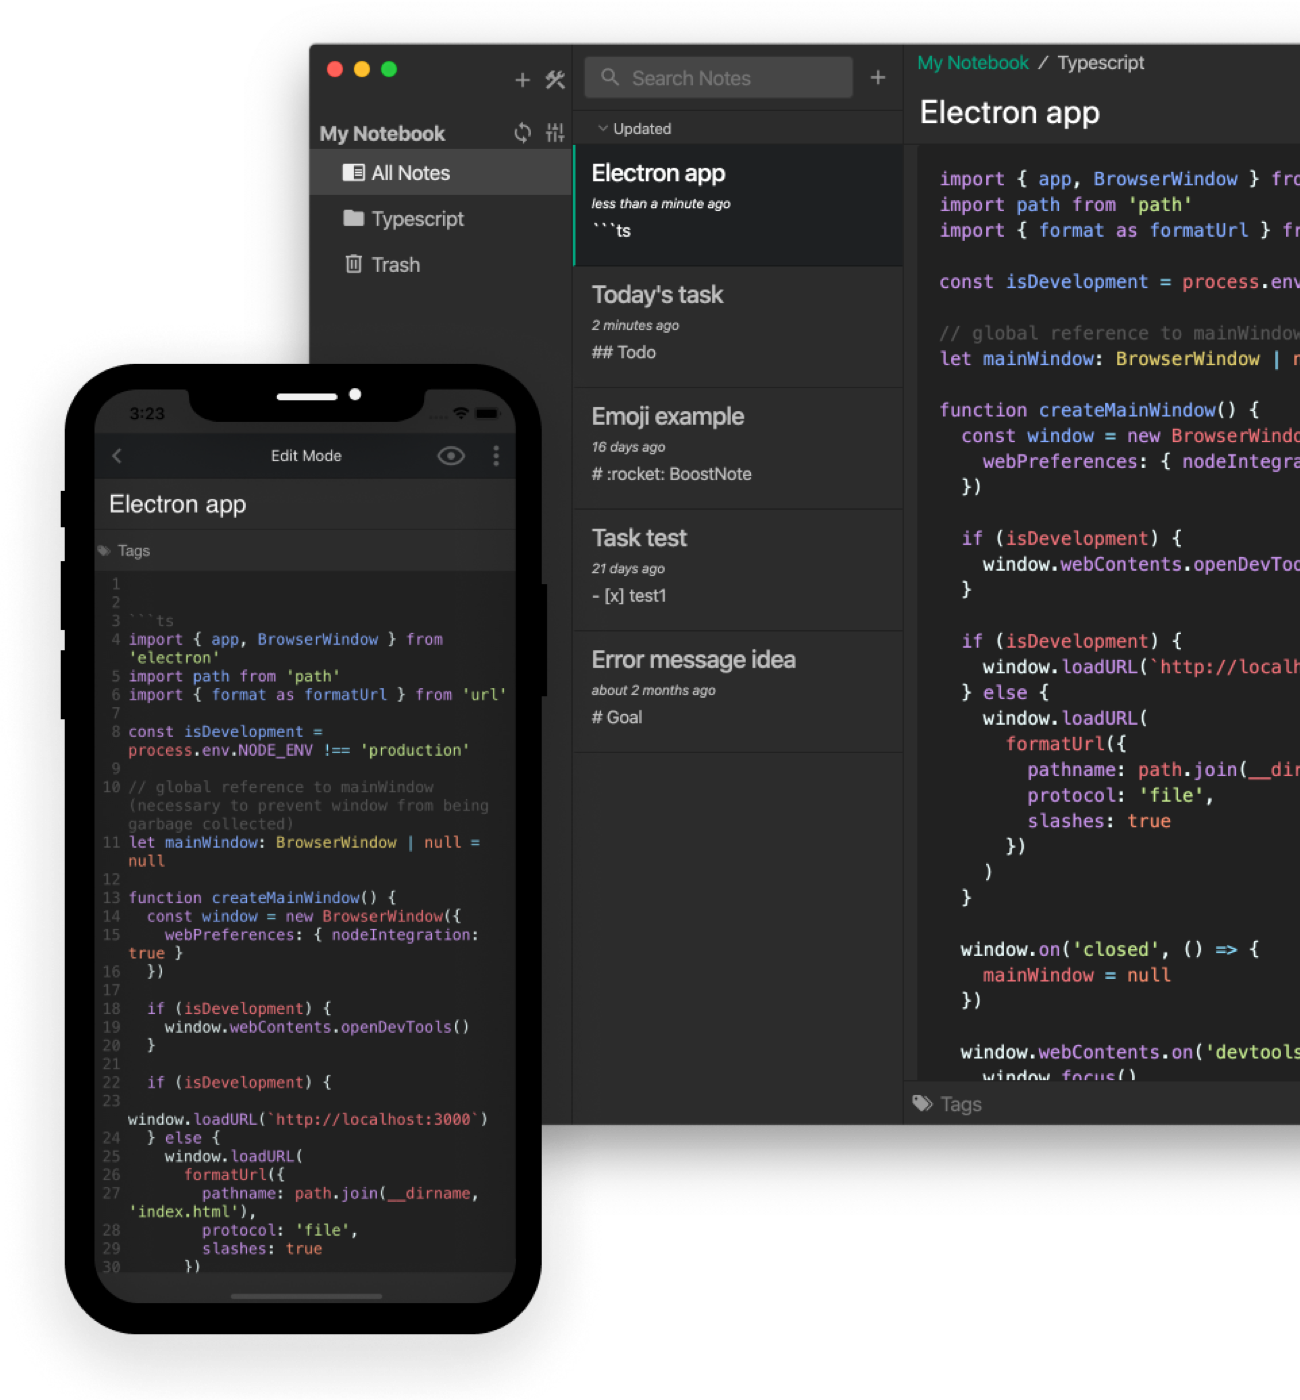 My Notebook
All Notes
Typescript
Trash
Search Notes
Updated
Electron app
less than a minute ago
```ts
Today's task
2 minutes ago
## Todo
Emoji example
16 days ago
# :rocket: BoostNote
Task test
21 days ago
- [x] test1
Error message idea
about 2 months ago
# Goal
My Notebook / Typescript
Electron app
import { app, BrowserWindow } fro
import path from 'path'
import { format as formatUrl } fr
const isDevelopment = process.env
// global reference to mainWindow
let mainWindow: BrowserWindow | n
function createMainWindow() {
const window = new BrowserWindo
webPreferences: { nodeIntegra
})
if (isDevelopment) {
window.webContents.openDevToo
}
if (isDevelopment) {
window.loadURL(`http://localh
} else {
window.loadURL(
formatUrl({
pathname: path.join(__dir
protocol: 'file',
slashes: true
})
)
}
window.on('closed', () => {
mainWindow = null
})
window.webContents.on('devtools
window.focus()
Tags
3:23
Edit Mode
Electron app
Tags
1
2
3 ```ts
4 import { app, BrowserWindow } from
'electron'
5 import path from 'path'
6 import { format as formatUrl } from 'url'
7
8 const isDevelopment =
process.env.NODE_ENV !== 'production'
9
10 // global reference to mainWindow
(necessary to prevent window from being
garbage collected)
11 let mainWindow: BrowserWindow | null =
null
12
13 function createMainWindow() {
14 const window = new BrowserWindow({
15 webPreferences: { nodeIntegration:
true }
16 })
17
18 if (isDevelopment) {
19 window.webContents.openDevTools()
20 }
21
22 if (isDevelopment) {
23
window.loadURL(`http://localhost:3000`)
24 } else {
25 window.loadURL(
26 formatUrl({
27 pathname: path.join(__dirname,
'index.html'),
28 protocol: 'file',
29 slashes: true
30 })